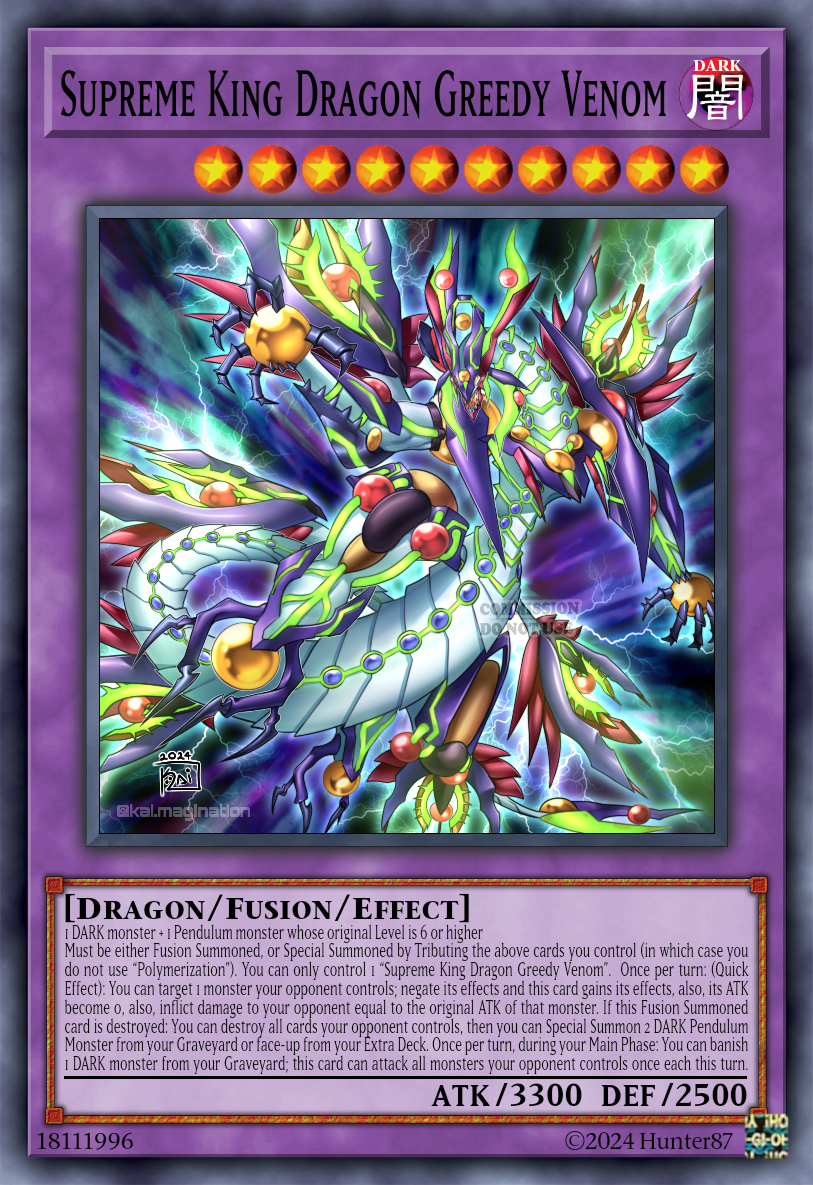 Supreme King Dragon Greedy Venom
DARK
闇
2024
Kai
@kai.magination
COMMISSION
DO NOT USE
[Dragon/Fusion/Effect]
1 DARK monster + 1 Pendulum monster whose original Level is 6 or higher
Must be either Fusion Summoned, or Special Summoned by Tributing the above cards you control (in which case you
do not use “Polymerization”). You can only control 1 “Supreme King Dragon Greedy Venom”. Once per turn: (Quick
Effect): You can target 1 monster your opponent controls; negate its effects and this card gains its effects, also, its ATK
become 0, also, inflict damage to your opponent equal to the original ATK of that monster. If this Fusion Summoned
card is destroyed: You can destroy all cards your opponent controls, then you can Special Summon 2 DARK Pendulum
Monster from your Graveyard or face-up from your Extra Deck. Once per turn, during your Main Phase: You can banish
1 DARK monster from your Graveyard; this card can attack all monsters your opponent controls once each this turn.
ATK/3300 DEF/2500
18111996
©2024 Hunter87